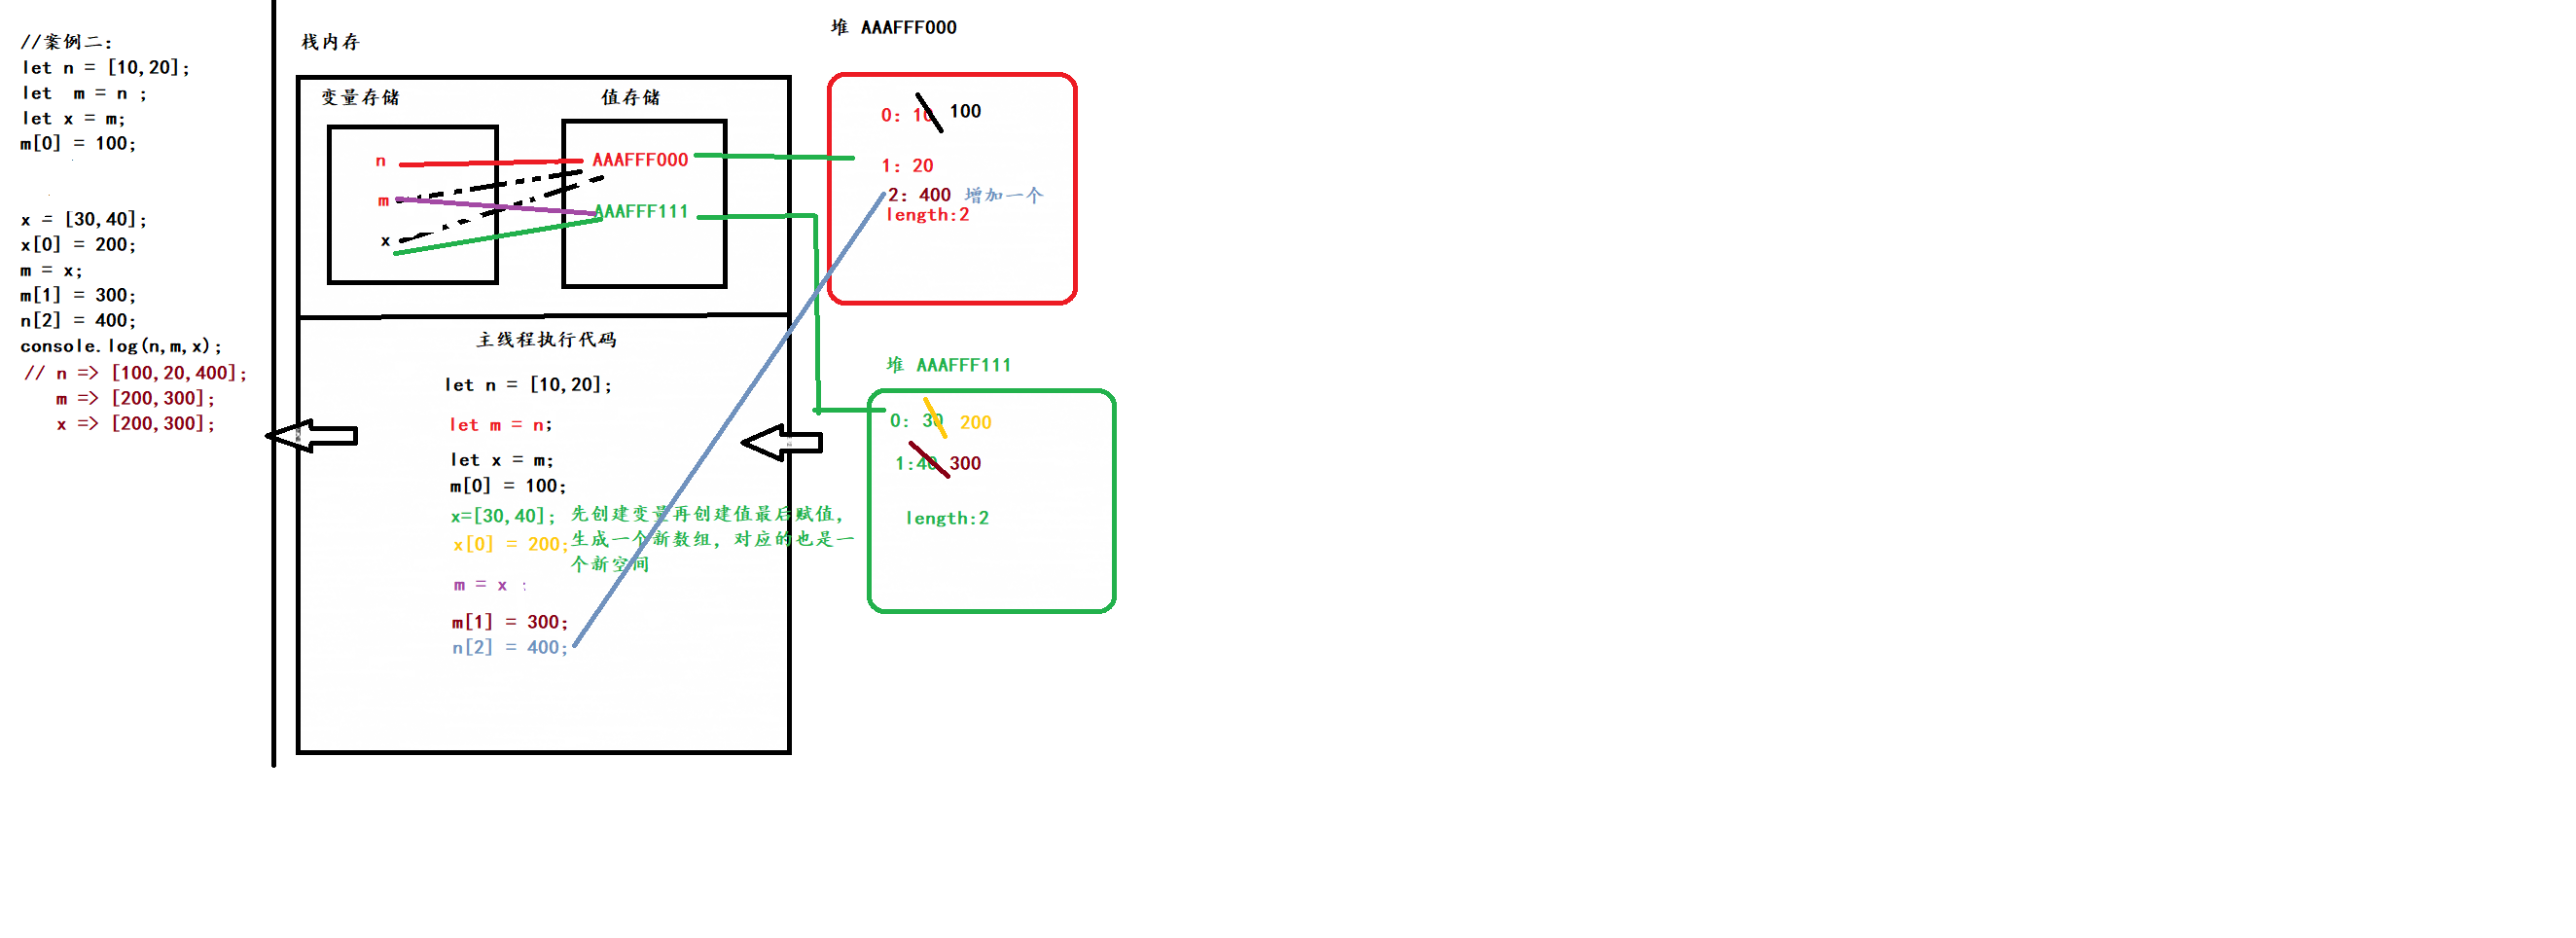 //案例二：
let n = [10,20];
let  m = n ;
let x = m;
m[0] = 100;
x = [30,40];
x[0] = 200;
m = x;
m[1] = 300;
n[2] = 400;
console.log(n,m,x);
// n => [100,20,400];
m => [200,300];
x => [200,300];
栈内存
变量存储
值存储
n
m
x
AAAFFF000
AAAFFF111
主线程执行代码
let n = [10,20];
let m = n;
let x = m;
m[0] = 100;
x=[30,40]; 先创建变量再创建值最后赋值，
x[0] = 200; 生成一个新数组，对应的也是一
个新空间
m = x ;
m[1] = 300;
n[2] = 400;
堆 AAAFFF000
0: 10 100
1: 20
2: 400 增加一个
length:2
堆 AAAFFF111
0: 30 200
1:40 300
length:2